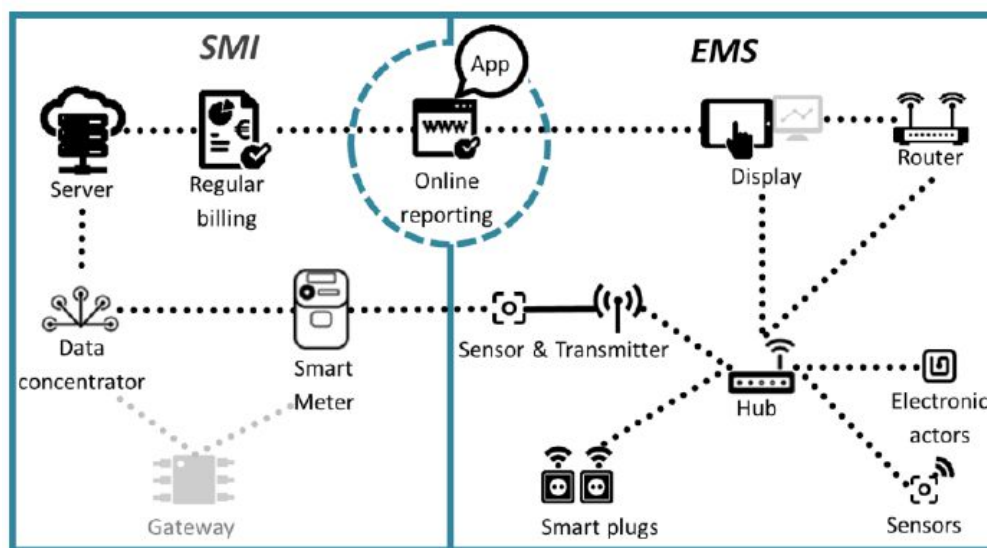 SMI
EMS
App
www
€
Server
Regular
billing
Online
reporting
Display
Router
Data
concentrator
Smart
Meter
Sensor & Transmitter
Hub
Electronic
actors
Gateway
Smart plugs
Sensors